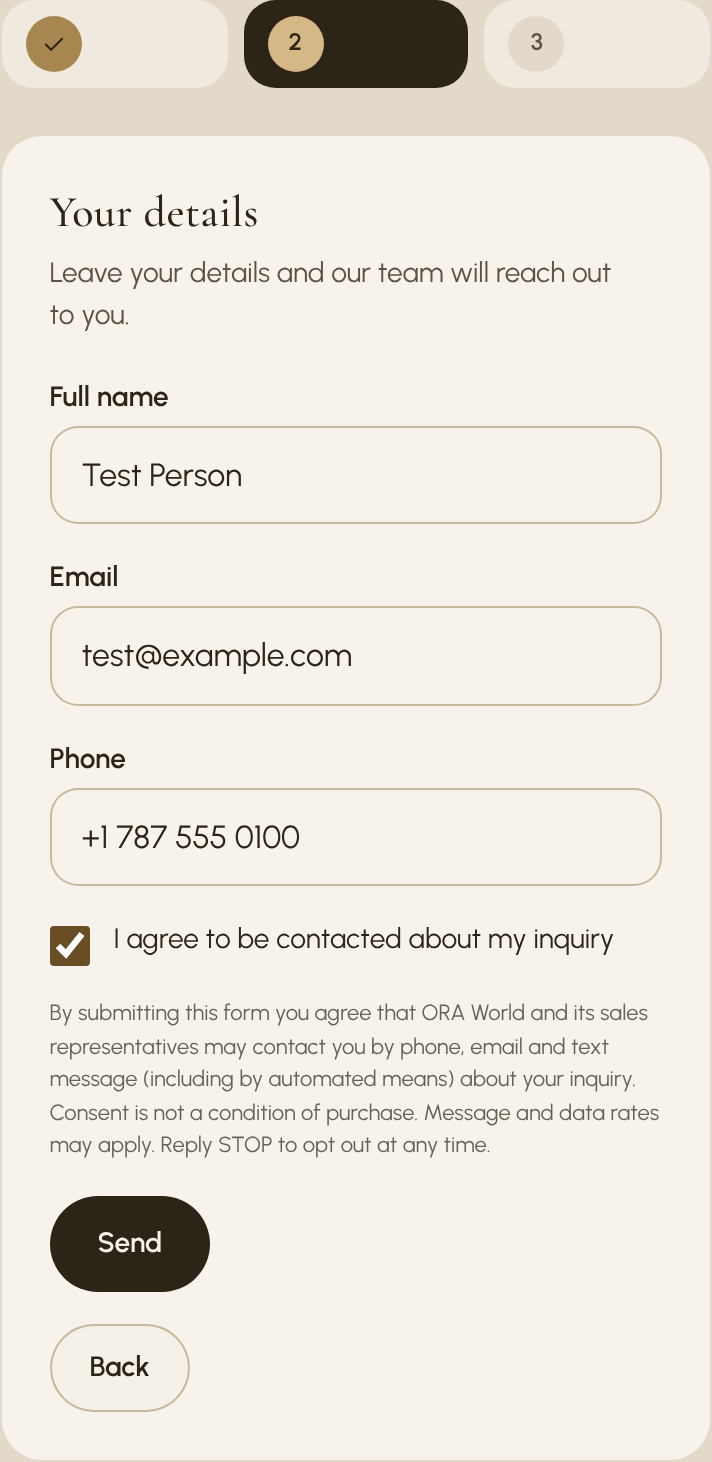 2
3
Your details
Leave your details and our team will reach out
to you.
Full name
Test Person
Email
test@example.com
Phone
+1 787 555 0100
I agree to be contacted about my inquiry
By submitting this form you agree that ORA World and its sales
representatives may contact you by phone, email and text
message (including by automated means) about your inquiry.
Consent is not a condition of purchase. Message and data rates
may apply. Reply STOP to opt out at any time.
Send
Back